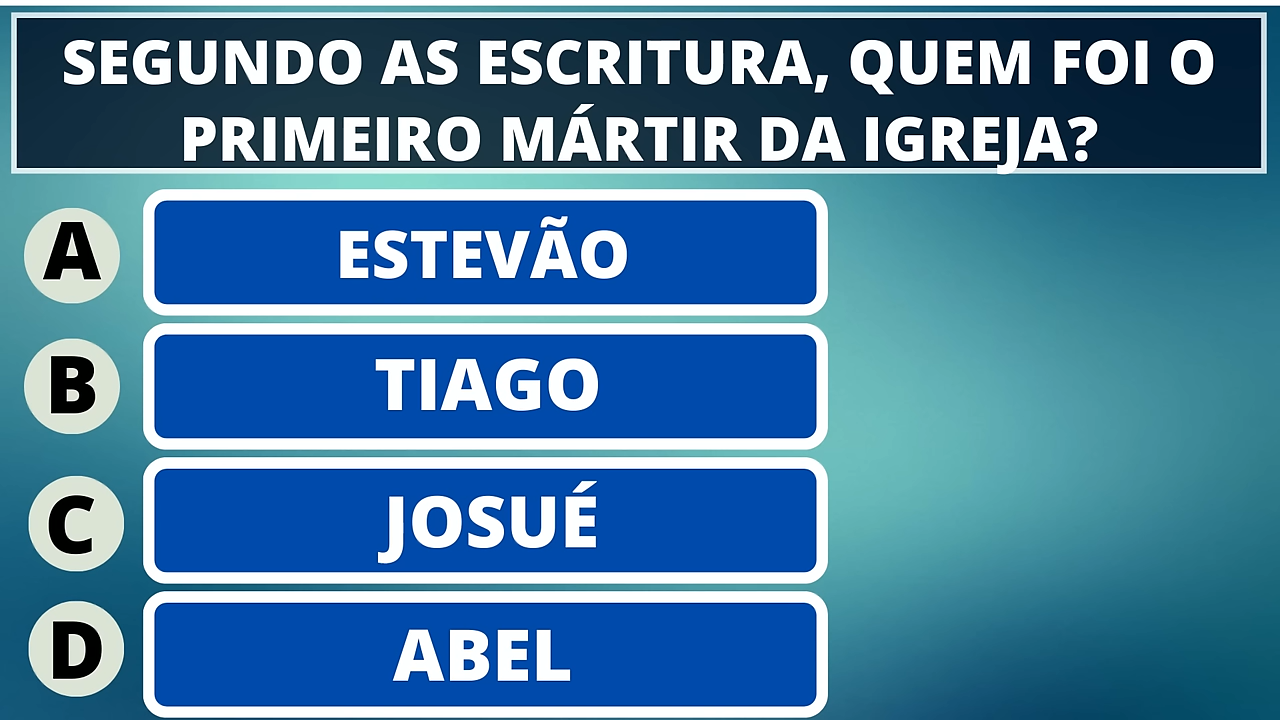 SEGUNDO AS ESCRITURA, QUEM FOI O
PRIMEIRO MÁRTIR DA IGREJA?
A
ESTEVÃO
B
TIAGO
C
JOSUÉ
D
ABEL